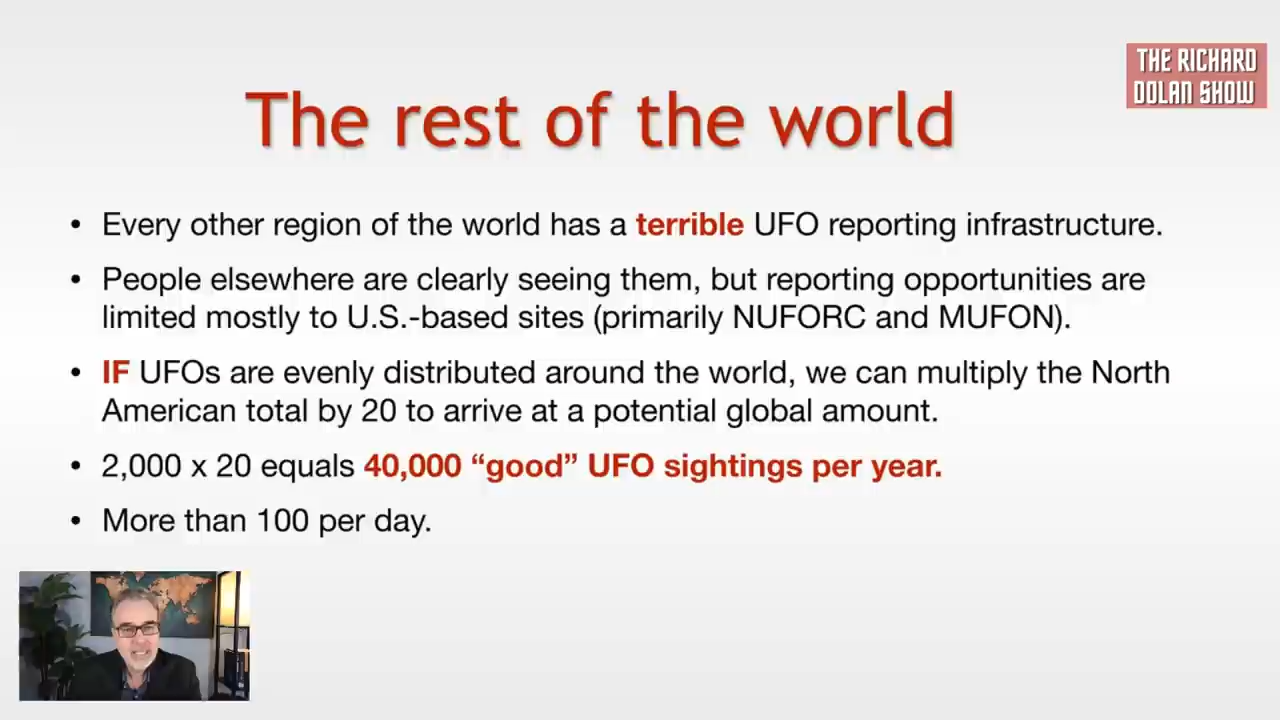 THE RICHARD
DOLAN SHOW
The rest of the world
• Every other region of the world has a terrible UFO reporting infrastructure.
• People elsewhere are clearly seeing them, but reporting opportunities are
limited mostly to U.S.-based sites (primarily NUFORC and MUFON).
• IF UFOs are evenly distributed around the world, we can multiply the North
American total by 20 to arrive at a potential global amount.
• 2,000 x 20 equals 40,000 “good” UFO sightings per year.
• More than 100 per day.